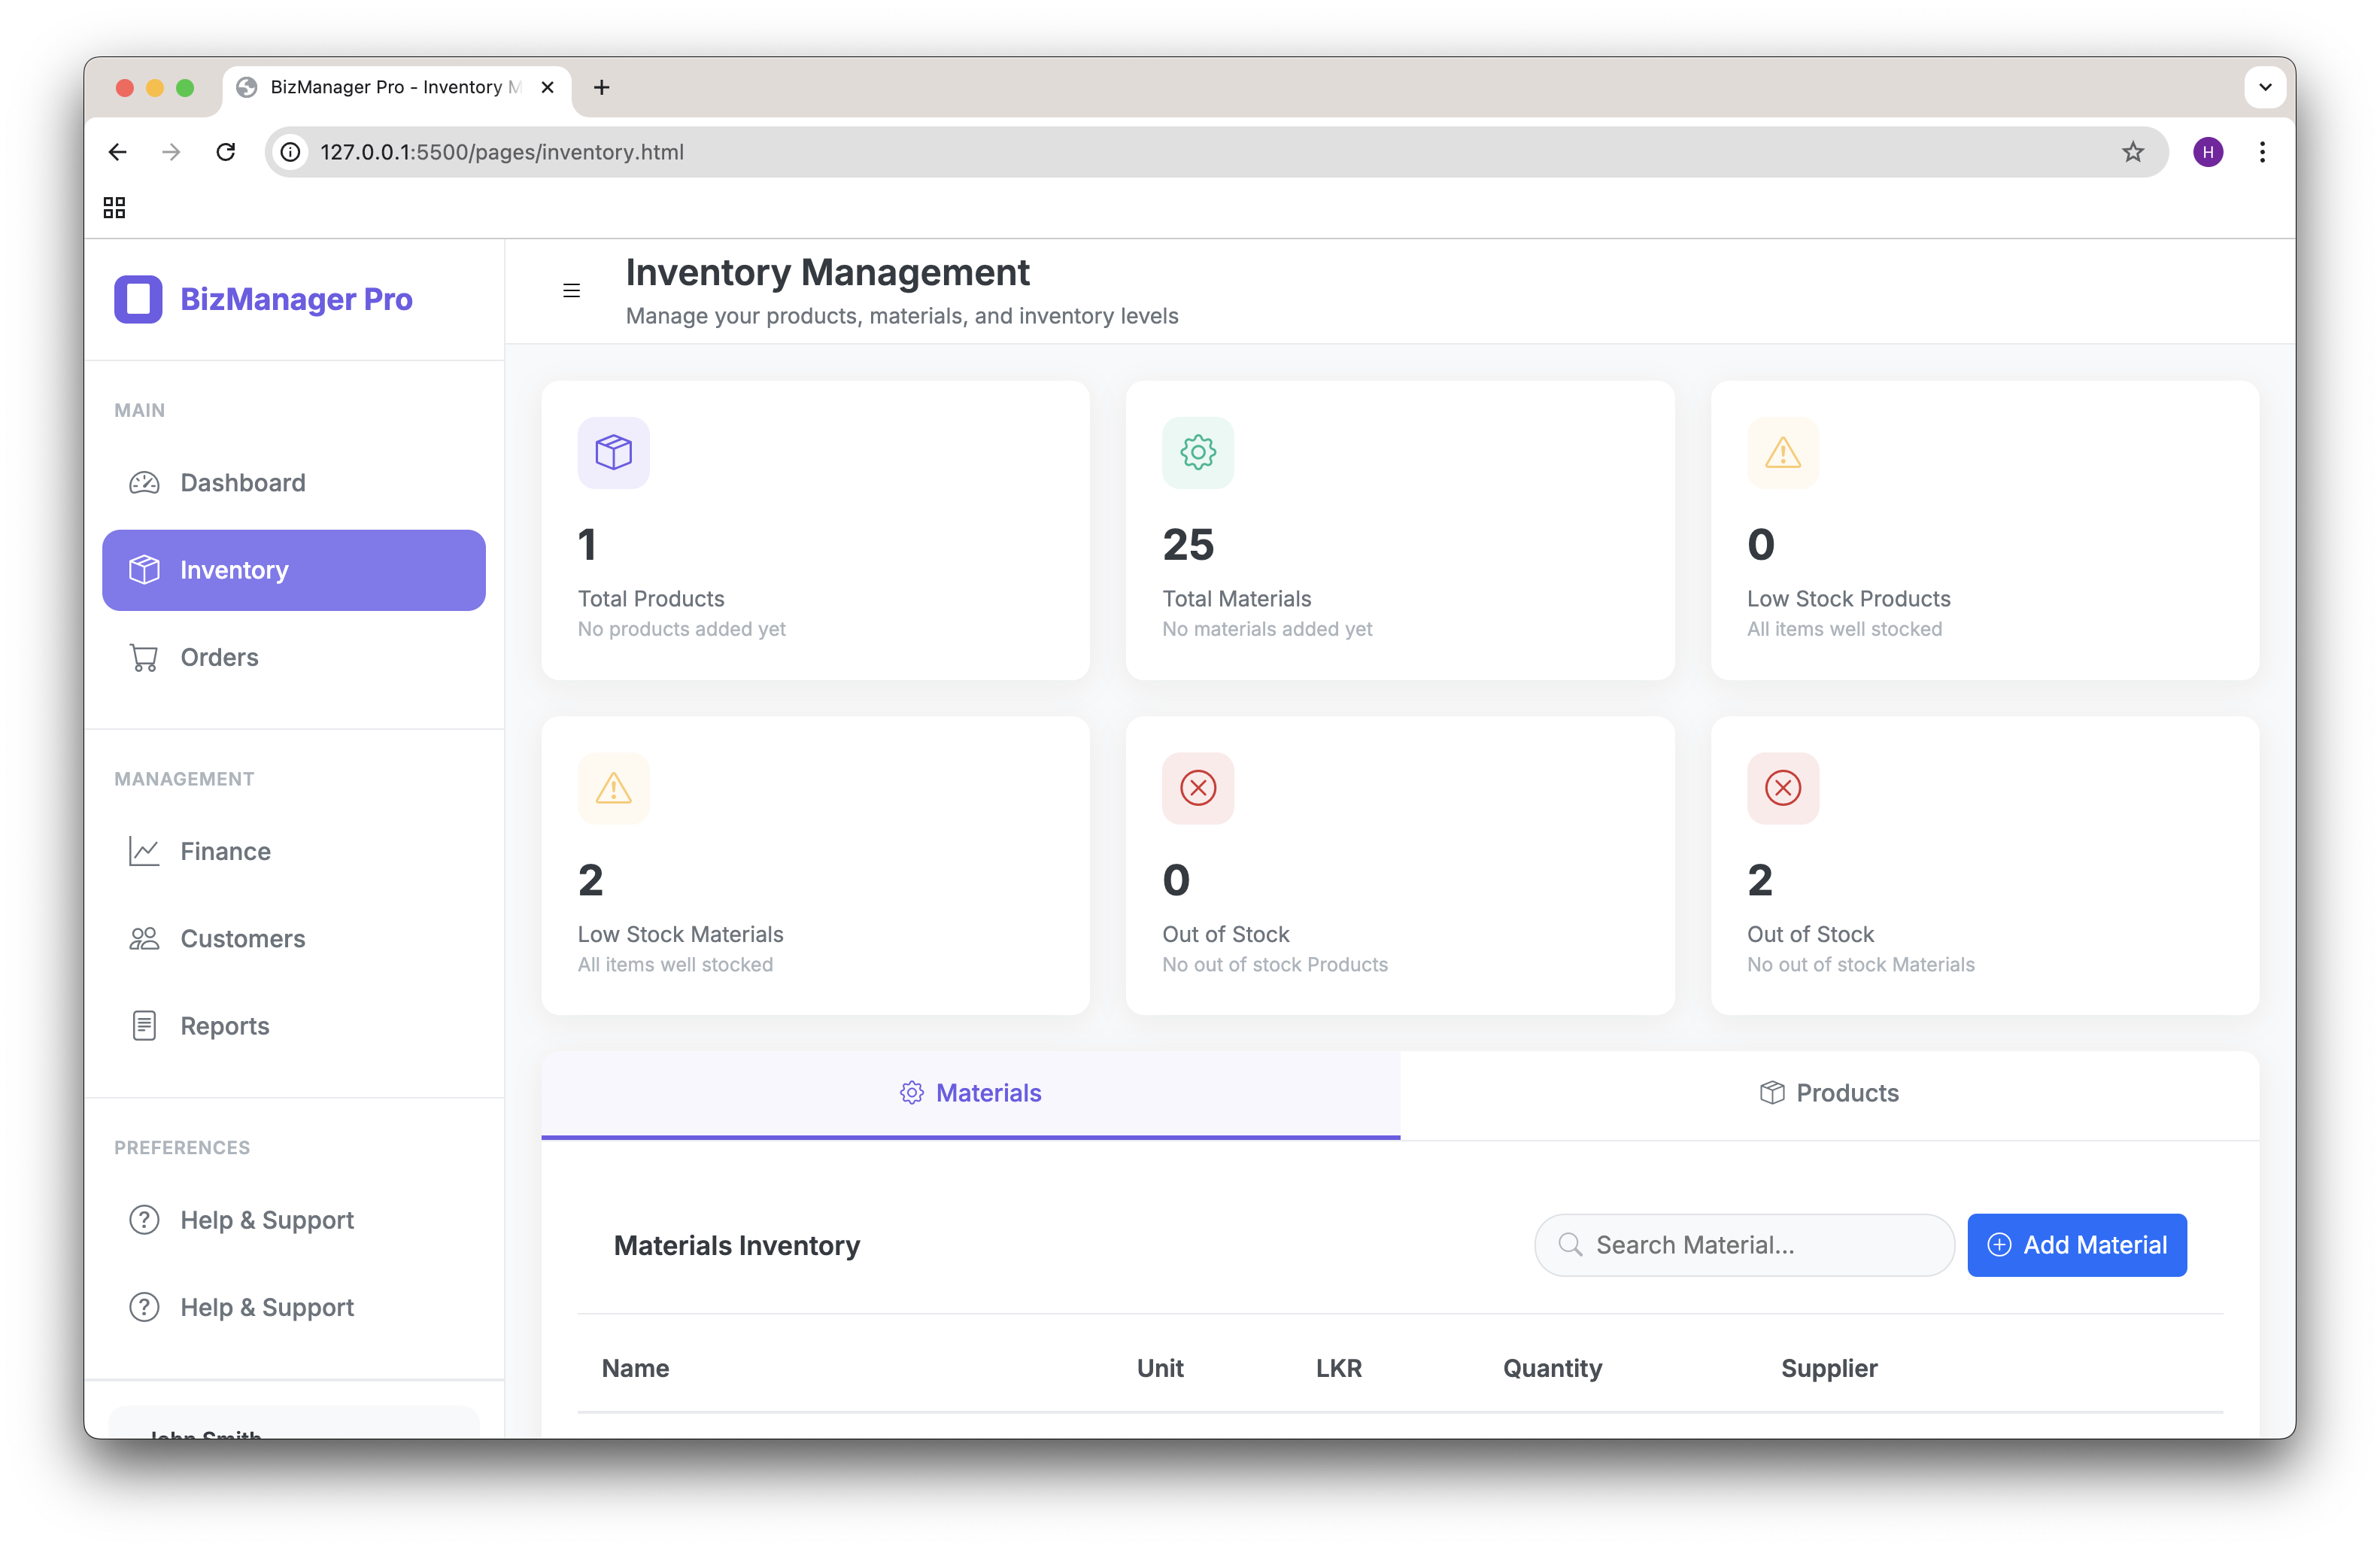 BizManager Pro - Inventory M
127.0.0.1:5500/pages/inventory.html
H
BizManager Pro
MAIN
Dashboard
Inventory
Orders
MANAGEMENT
Finance
Customers
Reports
PREFERENCES
Help & Support
Help & Support
John Smith
Inventory Management
Manage your products, materials, and inventory levels
1
Total Products
No products added yet
25
Total Materials
No materials added yet
0
Low Stock Products
All items well stocked
2
Low Stock Materials
All items well stocked
0
Out of Stock
No out of stock Products
2
Out of Stock
No out of stock Materials
Materials
Products
Materials Inventory
Search Material...
Add Material
Name Unit LKR Quantity Supplier